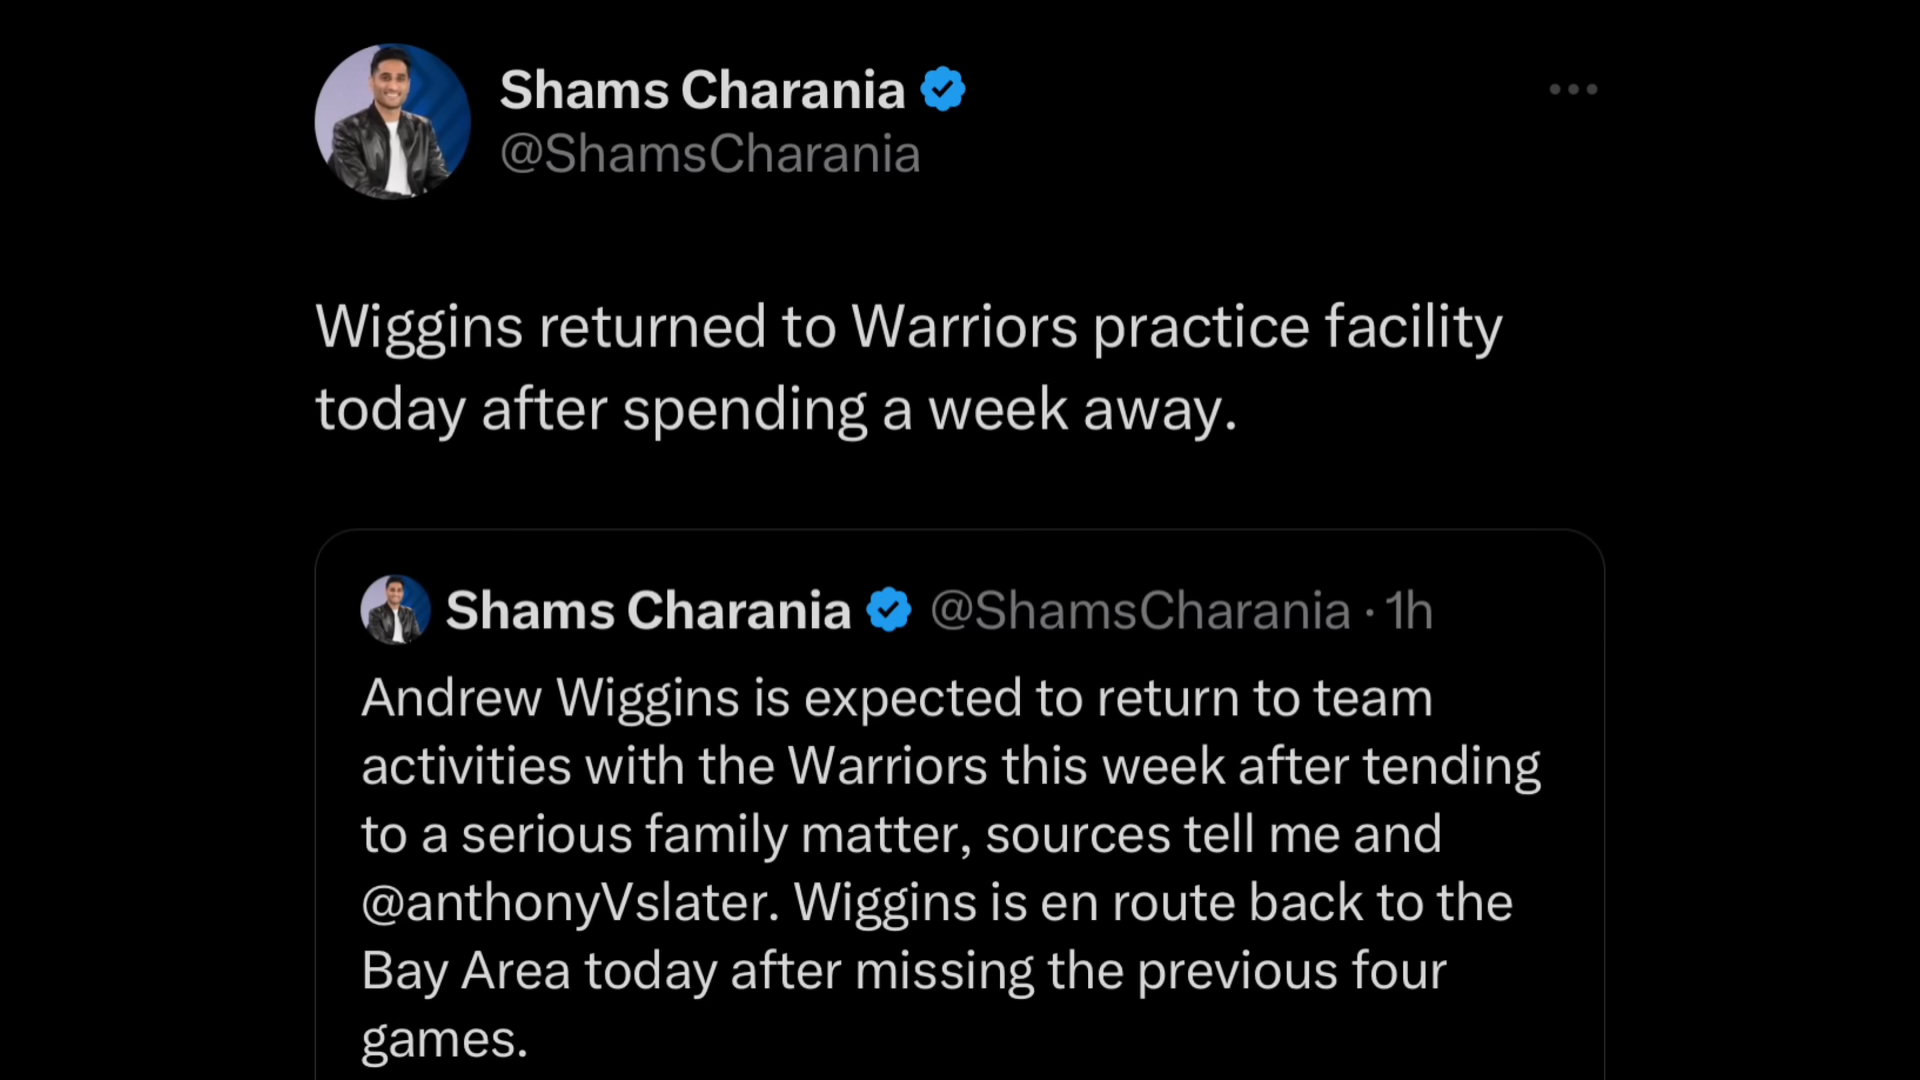 Shams Charania
@ShamsCharania
Wiggins returned to Warriors practice facility
today after spending a week away.
Shams Charania @ShamsCharania · 1h
Andrew Wiggins is expected to return to team
activities with the Warriors this week after tending
to a serious family matter, sources tell me and
@anthonyVslater. Wiggins is en route back to the
Bay Area today after missing the previous four
games.